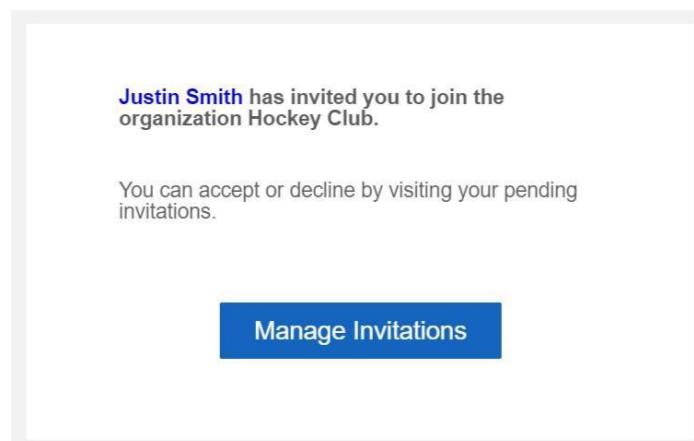 Justin Smith has invited you to join the
organization Hockey Club.
You can accept or decline by visiting your pending
invitations.
Manage Invitations